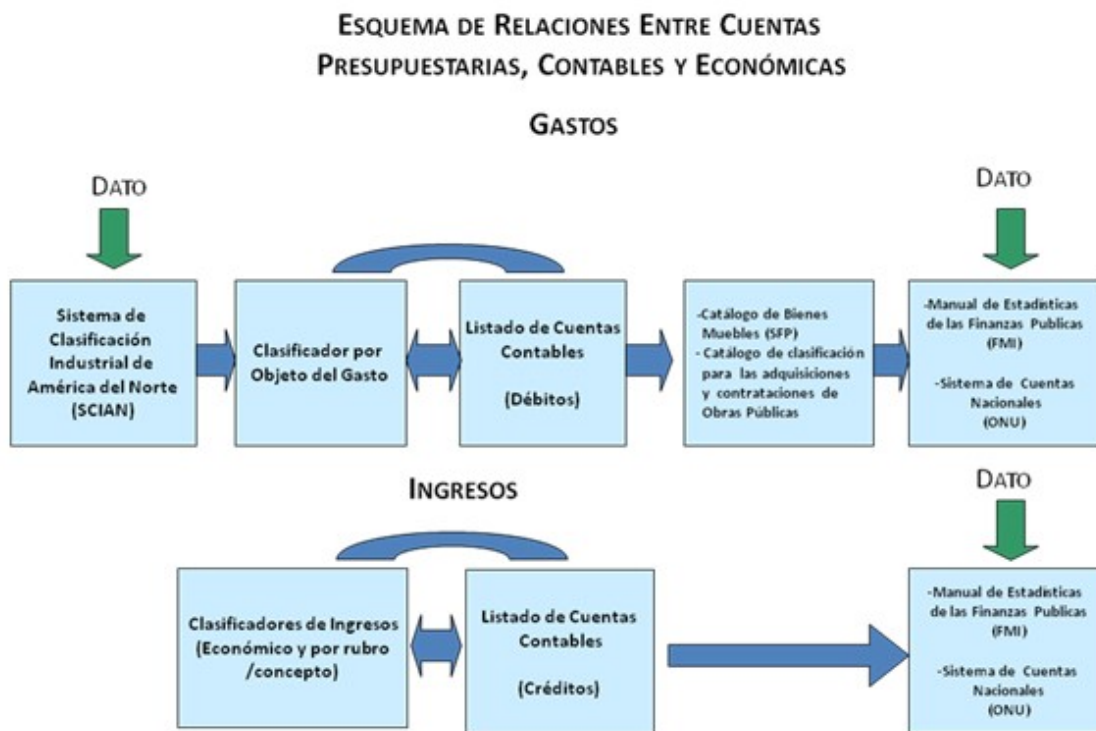 ESQUEMA DE RELACIONES ENTRE CUENTAS
PRESUPUESTARIAS, CONTABLES Y ECONÓMICAS
GASTOS
DATO
DATO
Sistema de
Clasificación
Industrial de
América del Norte
(SCIAN)
Clasificador por
Objeto del Gasto
Listado de Cuentas
Contables
(Débitos)
-Catálogo de Bienes
Muebles (SFP)
- Catálogo de clasificación
para las adquisiciones
y contrataciones de
Obras Públicas
-Manual de Estadísticas
de las Finanzas Publicas
(FMI)
-Sistema de Cuentas
Nacionales
(ONU)
INGRESOS
DATO
Clasificadores de Ingresos
(Económico y por rubro
/concepto)
Listado de Cuentas
Contables
(Créditos)
-Manual de Estadísticas
de las Finanzas Publicas
(FMI)
-Sistema de Cuentas
Nacionales
(ONU)